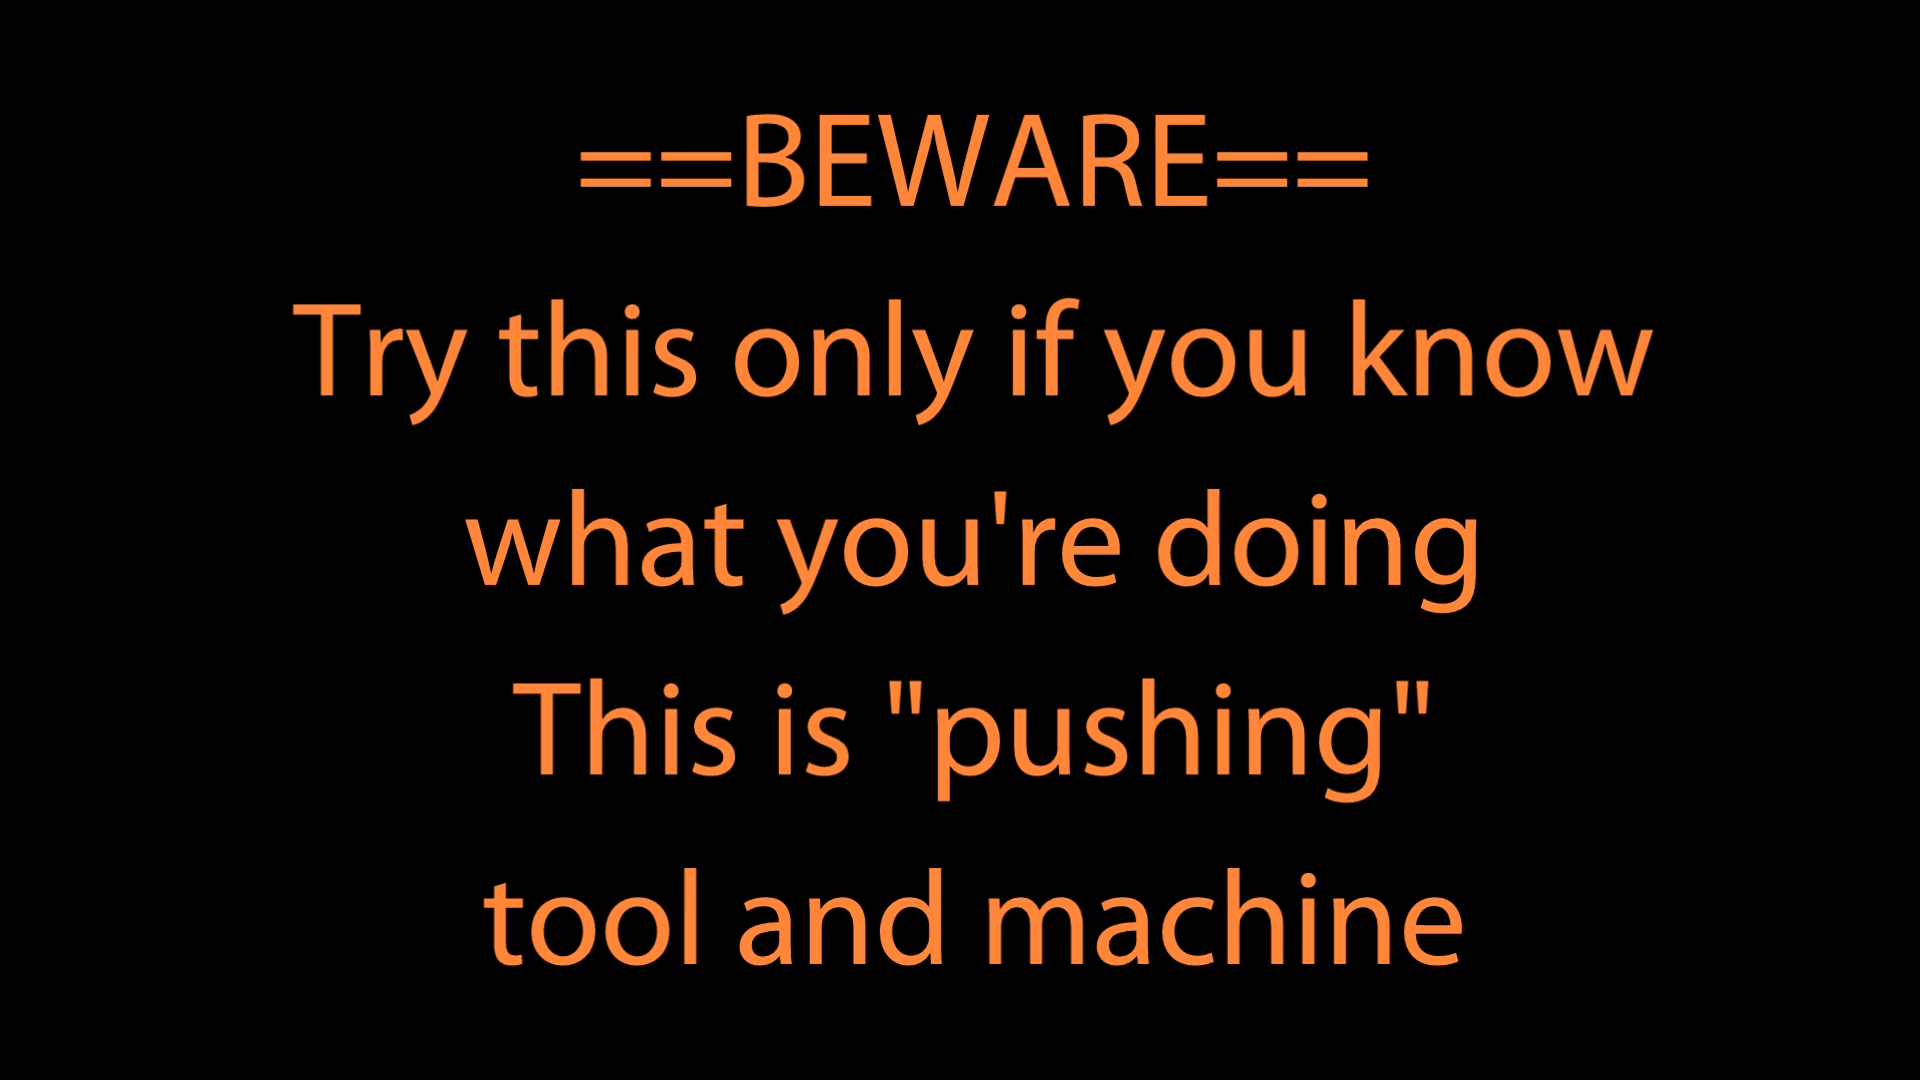 ==BEWARE==
Try this only if you know
what you're doing
This is "pushing"
tool and machine